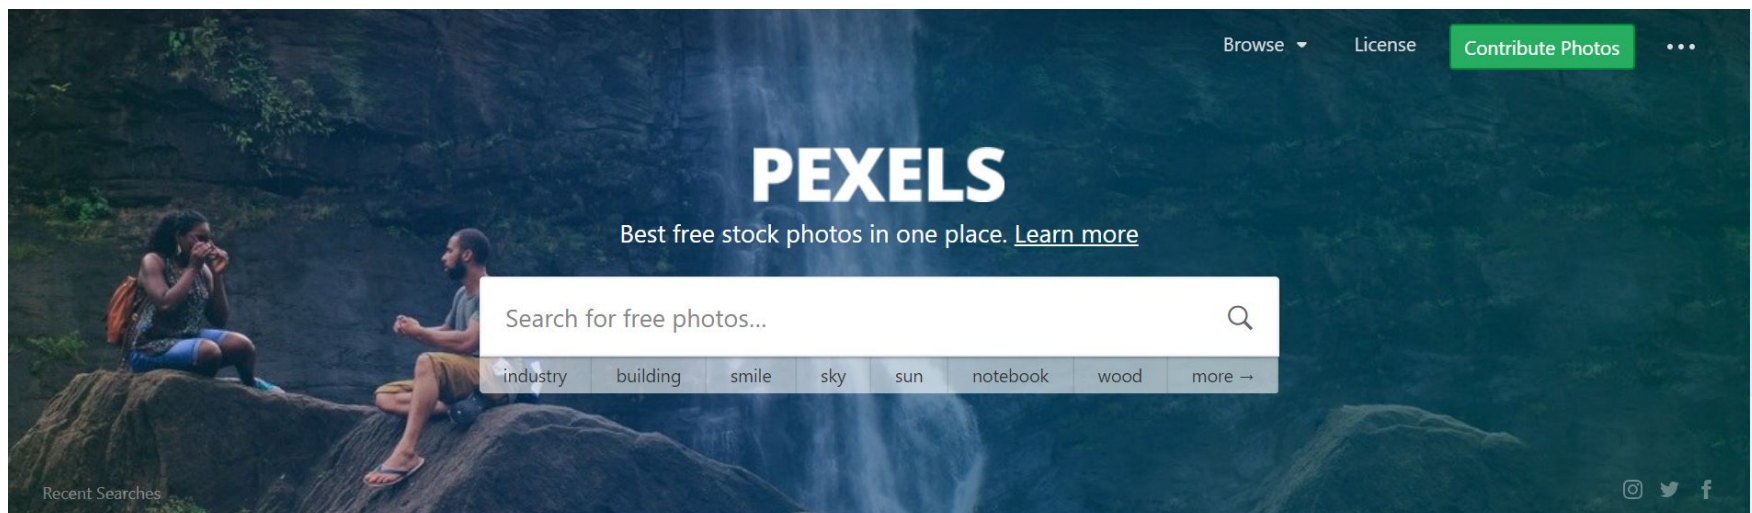 Browse License Contribute Photos
PEXELS
Best free stock photos in one place. Learn more
Search for free photos...
industry building smile sky sun notebook wood more →
Recent Searches